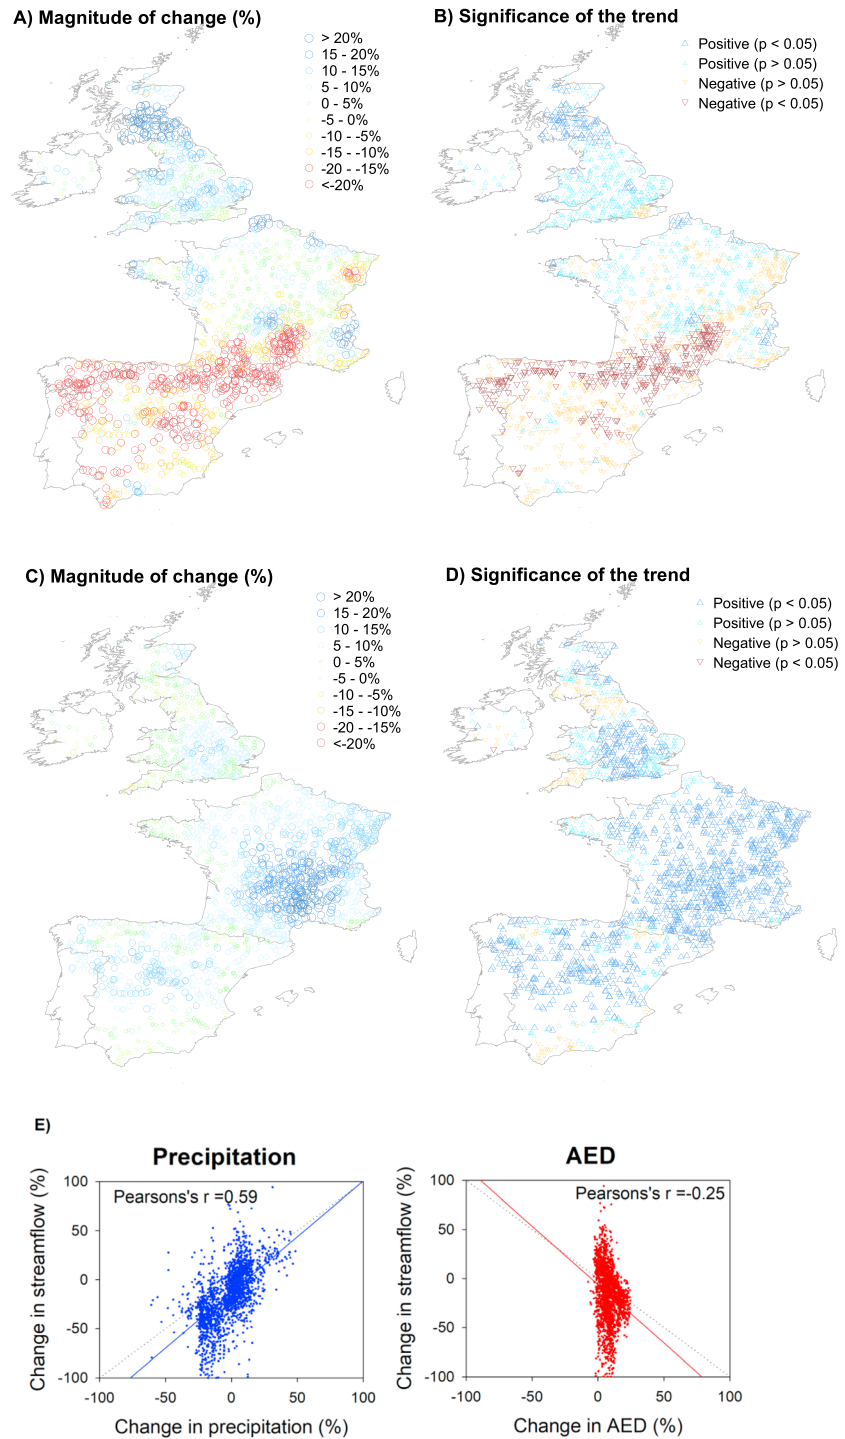 A) Magnitude of change (%)
> 20%
15 - 20%
10 - 15%
5 - 10%
0 - 5%
-5 - 0%
-10 - -5%
-15 - -10%
-20 - -15%
<-20%
B) Significance of the trend
Positive (p < 0.05)
Positive (p > 0.05)
Negative (p > 0.05)
Negative (p < 0.05)
C) Magnitude of change (%)
> 20%
15 - 20%
10 - 15%
5 - 10%
0 - 5%
-5 - 0%
-10 - -5%
-15 - -10%
-20 - -15%
<-20%
D) Significance of the trend
Positive (p < 0.05)
Positive (p > 0.05)
Negative (p > 0.05)
Negative (p < 0.05)
E)
Precipitation
Pearsons's r =0.59
Change in streamflow (%)
100
50
0
-50
-100
-100
-50
0
50
100
Change in precipitation (%)
AED
Pearsons's r =-0.25
Change in streamflow (%)
100
50
0
-50
-100
-100
-50
0
50
100
Change in AED (%)